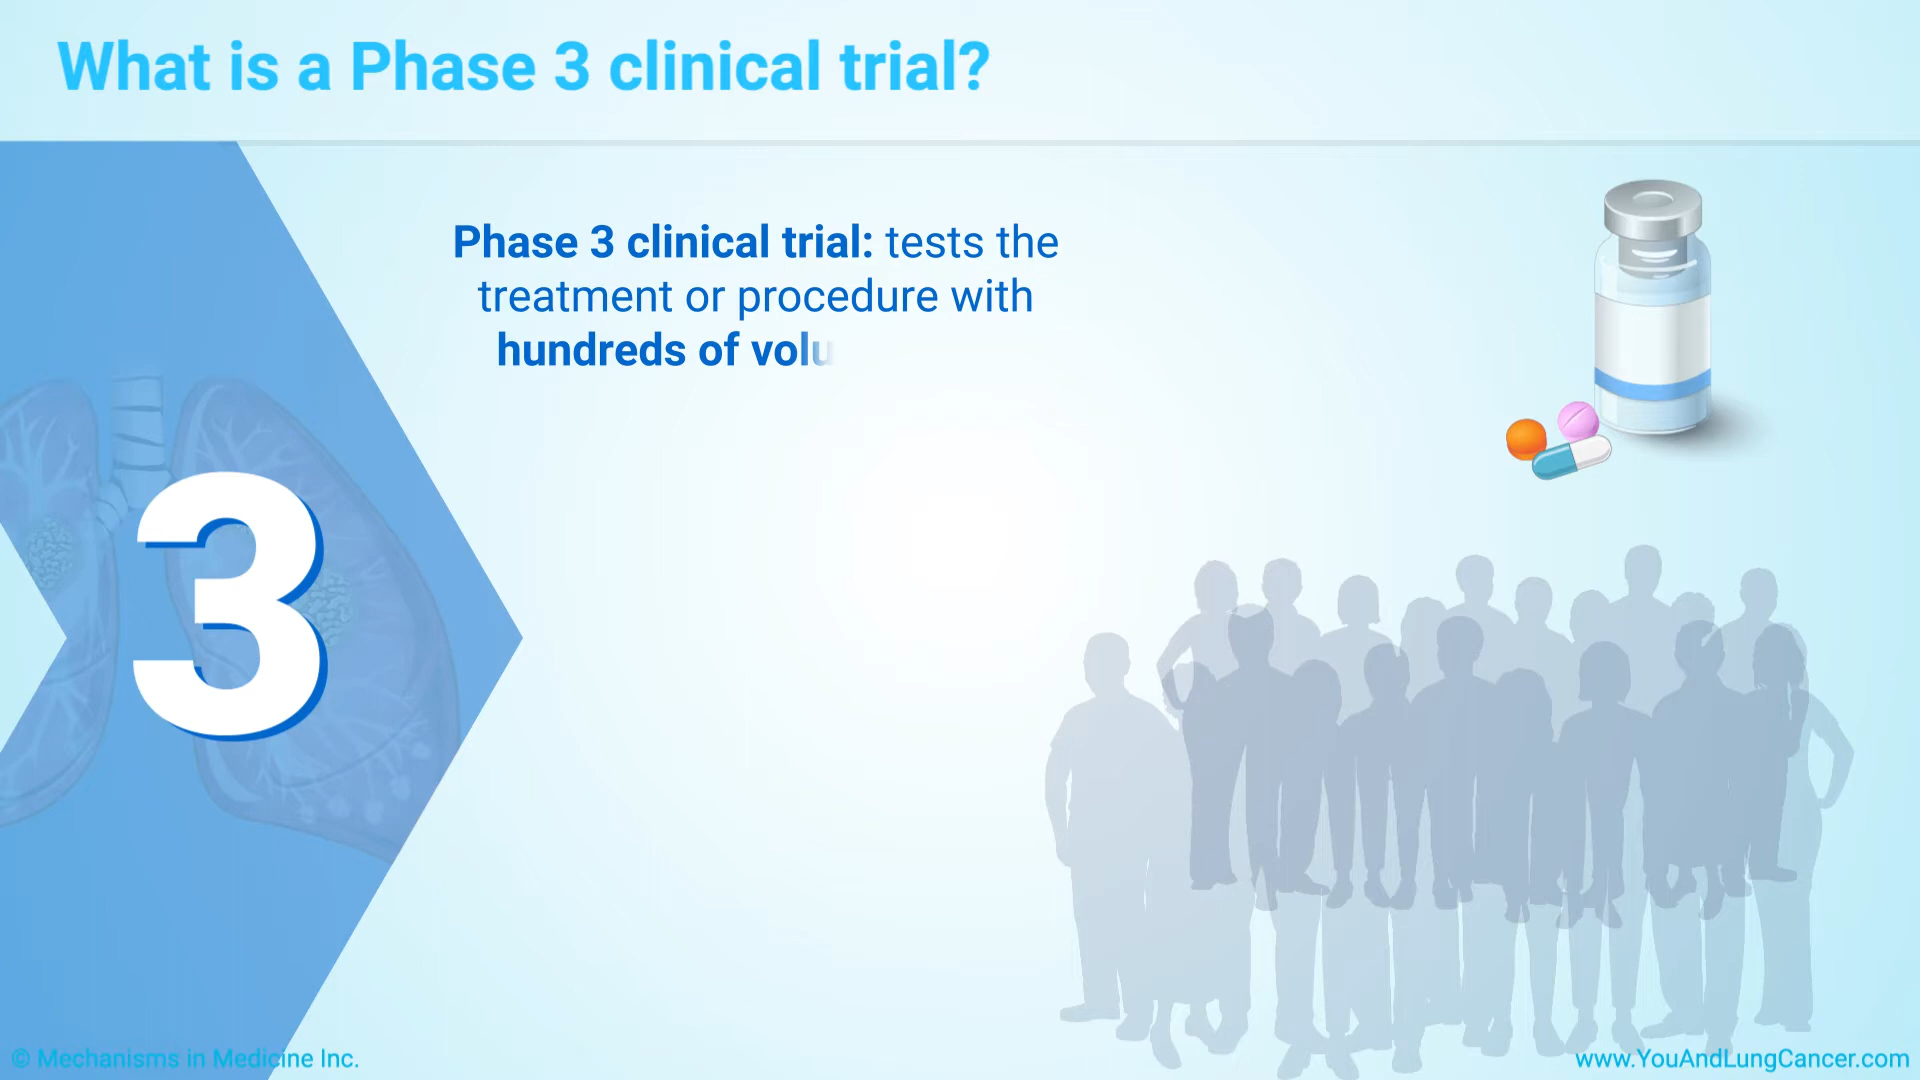 What is a Phase 3 clinical trial?
Phase 3 clinical trial: tests the
treatment or procedure with
hundreds of volu
3
© Mechanisms in Medicine Inc.
www.YouAndLungCancer.com